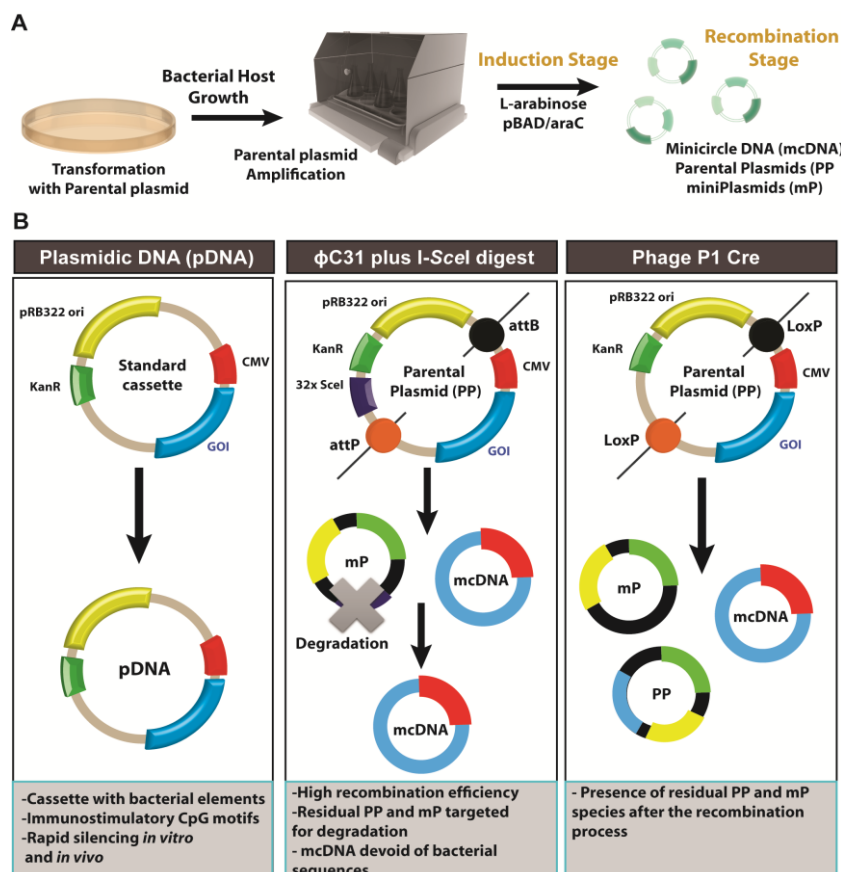 A
Bacterial Host
Growth
Induction Stage
L-arabinose
pBAD/araC
Recombination
Stage
Transformation
with Parental plasmid
Parental plasmid
Amplification
Minicircle DNA (mcDNA)
Parental Plasmids (PP
miniPlasmids (mP)
B
Plasmidic DNA (pDNA)
pRB322 ori
Standard
cassette
KanR
CMV
GOI
pDNA
-Cassette with bacterial elements
-Immunostimulatory CpG motifs
-Rapid silencing in vitro
and in vivo
ϕC31 plus I-SceI digest
pRB322 ori
attB
KanR
32x SceI
Parental
Plasmid (PP)
CMV
attP
GOI
mP
mcDNA
Degradation
mcDNA
-High recombination efficiency
-Residual PP and mP targeted
for degradation
- mcDNA devoid of bacterial
sequences
Phage P1 Cre
pRB322 ori
LoxP
KanR
Parental
Plasmid (PP)
CMV
LoxP
GOI
mP
mcDNA
PP
- Presence of residual PP and mP
species after the recombination
process